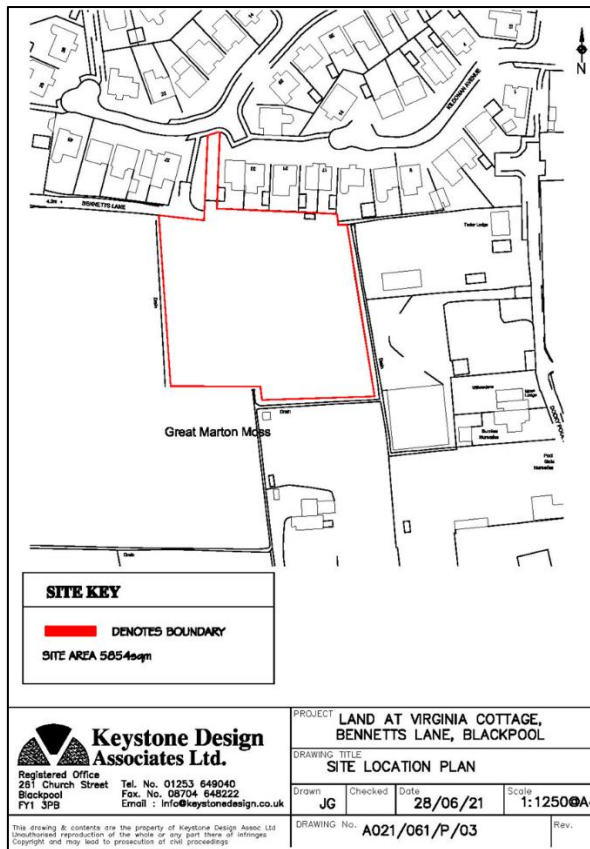 N
KILDONAN AVENUE
4.3M +
BENNETTS LANE
Tudor Lodge
Drain
Drain
Drain
Great Marton Moss
Drain
SITE KEY
DENOTES BOUNDARY
SITE AREA 5854sqm
Keystone Design
Associates Ltd.
Registered Office
281 Church Street
Blackpool
FY1 3PB
Tel. No. 01253 649040
Fax. No. 08704 648222
Email : info@keystonedesign.co.uk
This drawing & contents are the property of Keystone Design Assoc Ltd
Unauthorised reproduction of the whole or any part there of infringes
Copyright and may lead to prosecution of civil proceedings
PROJECT LAND AT VIRGINIA COTTAGE,
BENNETTS LANE, BLACKPOOL
DRAWING TITLE
SITE LOCATION PLAN
Drawn JG
Checked
Date 28/06/21
Scale 1:1250@A4
DRAWING No. A021/061/P/03
Rev.